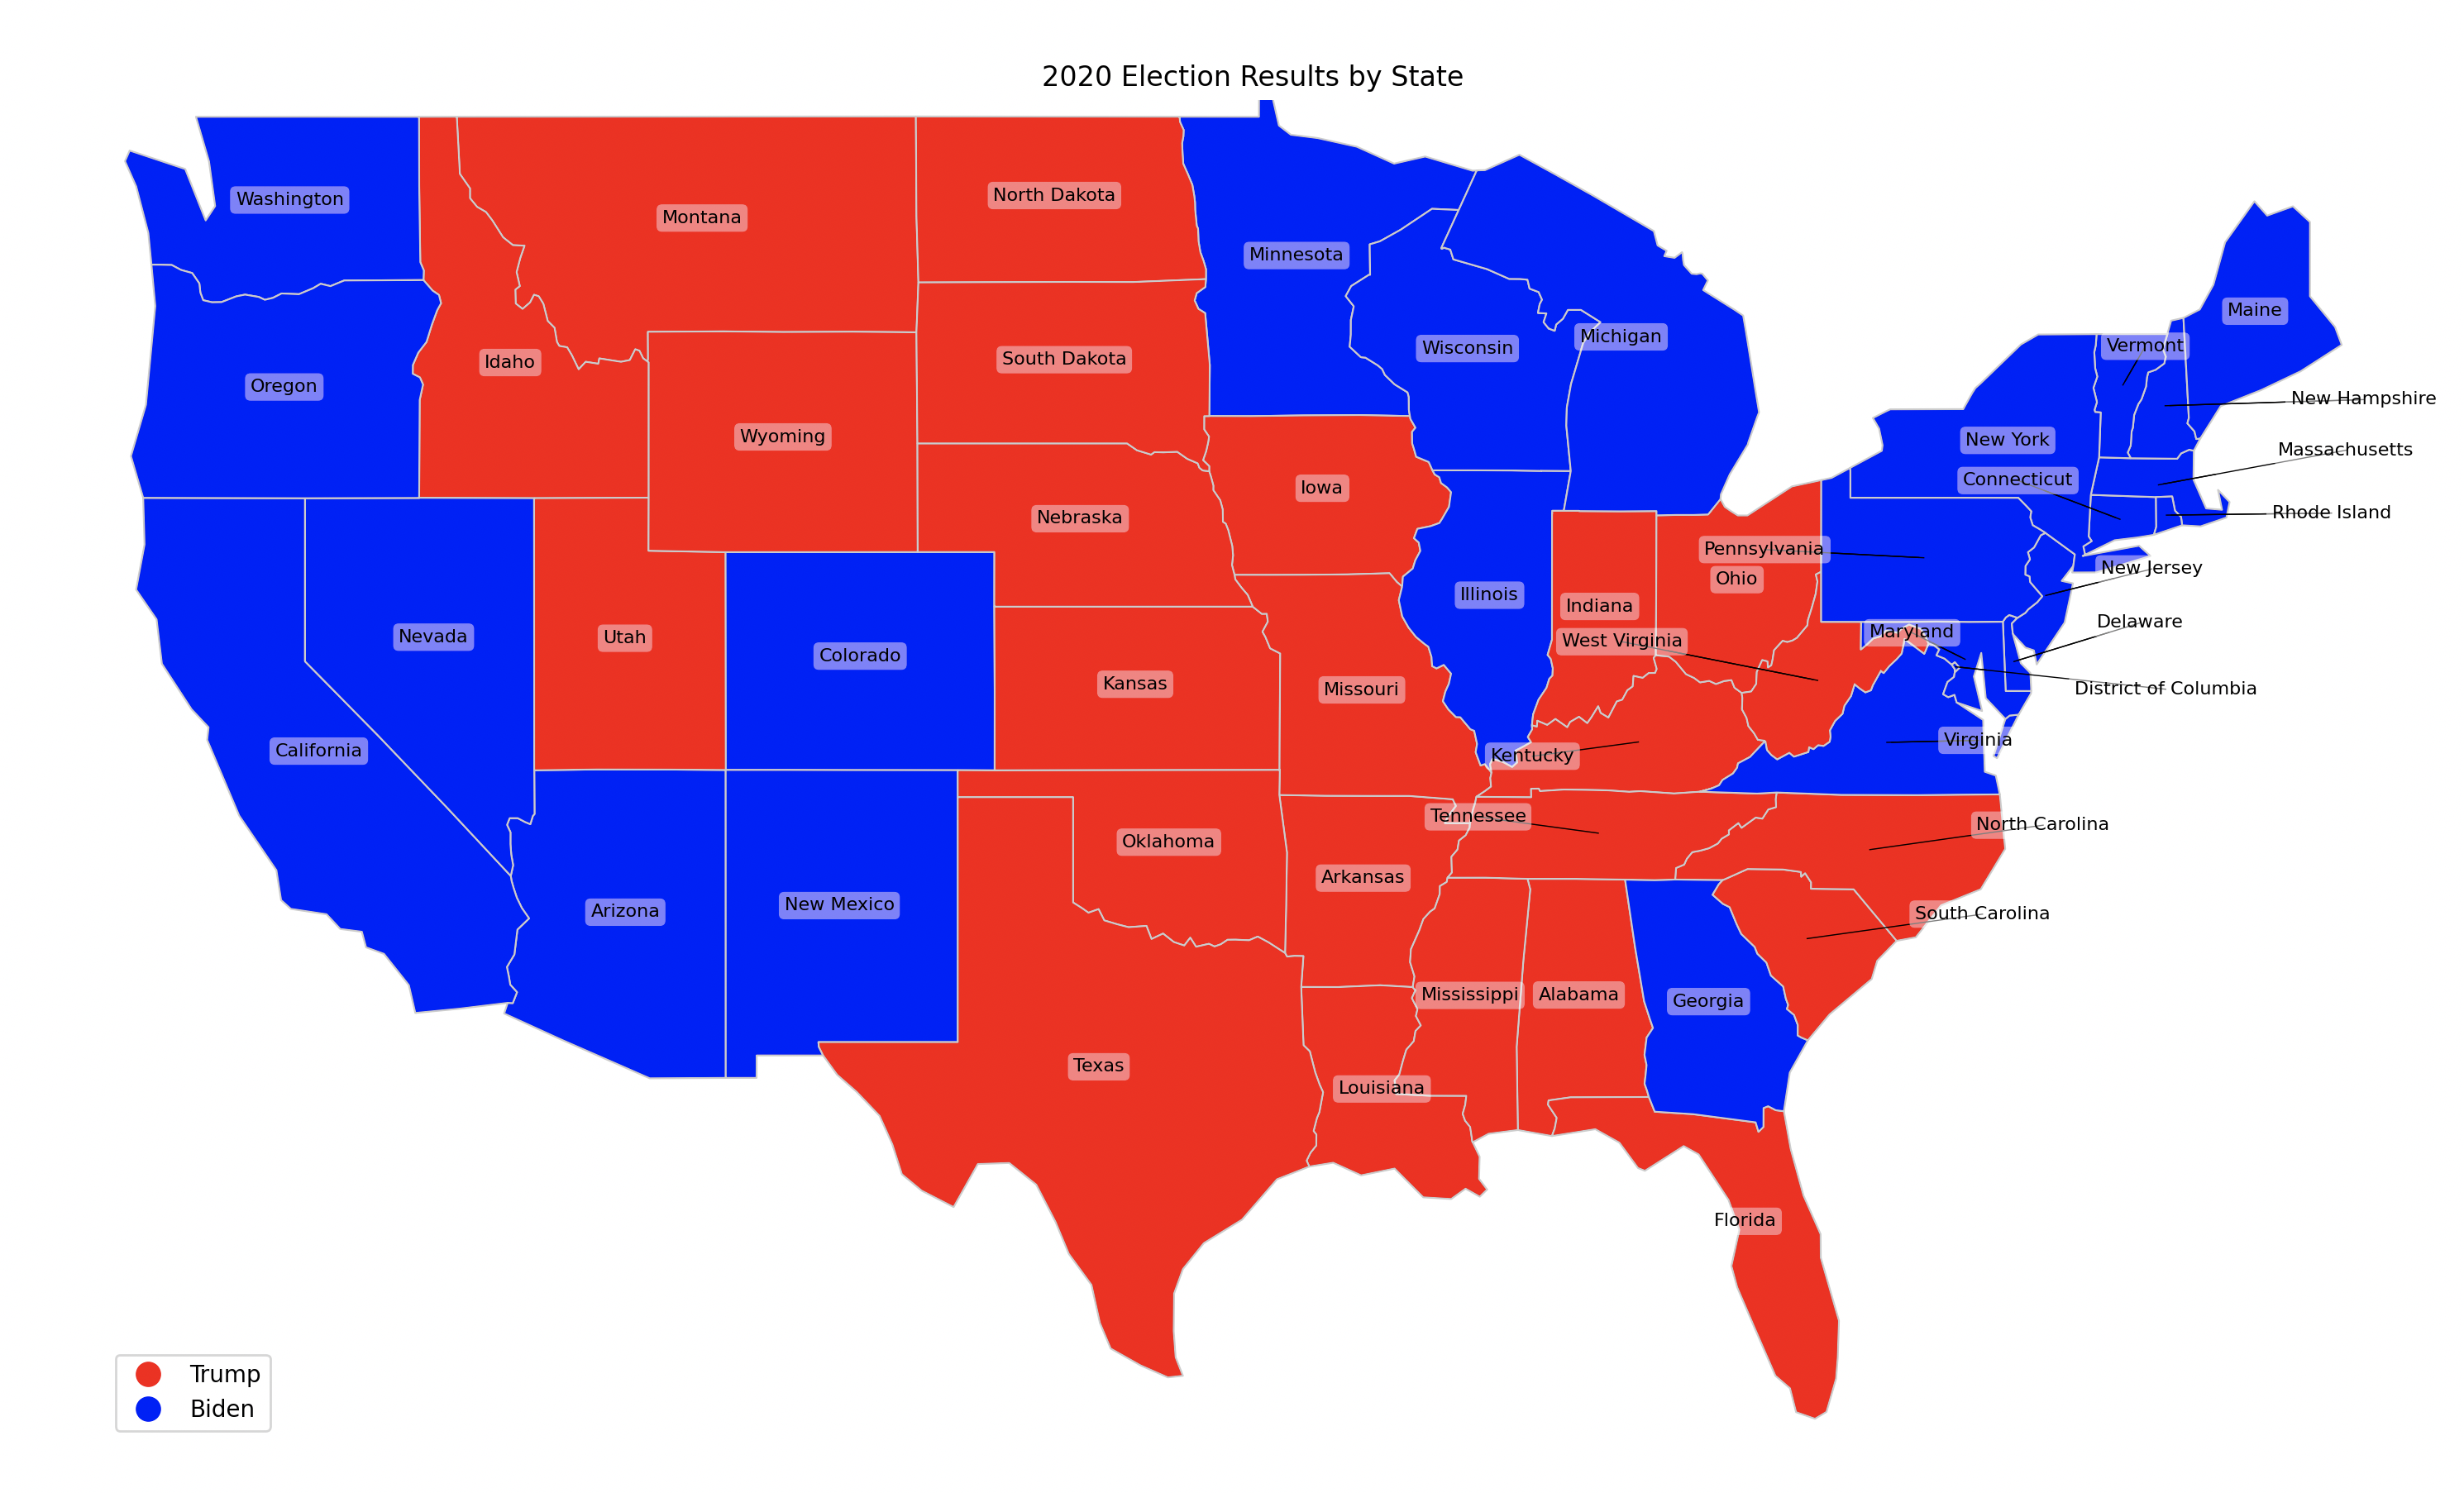 2020 Election Results by State
Washington
North Dakota
Montana
Minnesota
Maine
Michigan
Vermont
Wisconsin
South Dakota
Idaho
Oregon
New Hampshire
Wyoming
New York
Massachusetts
Connecticut
Iowa
Rhode Island
Nebraska
Pennsylvania
New Jersey
Ohio
Illinois
Indiana
Delaware
Maryland
Nevada
Utah
West Virginia
Colorado
Kansas
Missouri
District of Columbia
Virginia
California
Kentucky
Tennessee
North Carolina
Oklahoma
Arkansas
New Mexico
Arizona
South Carolina
Mississippi
Alabama
Georgia
Texas
Louisiana
Florida
Trump
Biden